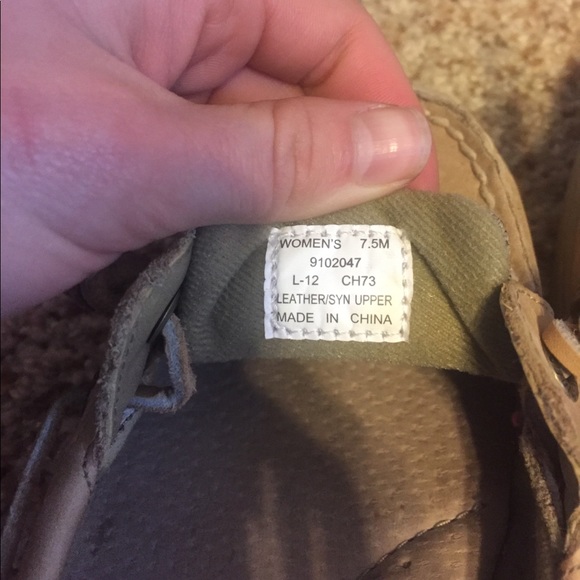 WOMEN'S 7.5M
9102047
L-12 CH73
LEATHER/SYN UPPER
MADE IN CHINA